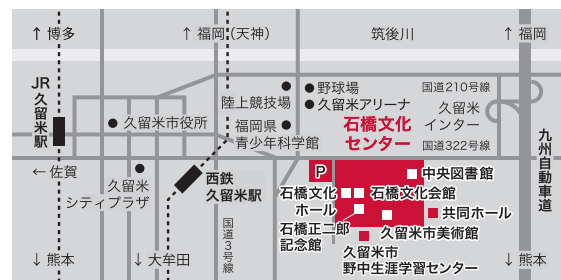 ↑ 博多
↑ 福岡(天神)
筑後川
↑ 福岡
JR
久留米駅
久留米市役所
陸上競技場
野球場
久留米アリーナ
福岡県
青少年科学館
国道210号線
久留米
インター
国道322号線
石橋文化
センター
九州自動車道
← 佐賀
久留米
シティプラザ
西鉄
久留米駅
国道3号線
P
中央図書館
石橋文化
ホール
石橋文化会館
石橋正二郎
記念館
共同ホール
久留米市美術館
久留米市
野中生涯学習センター
↓ 熊本
↓ 大牟田
↓ 熊本